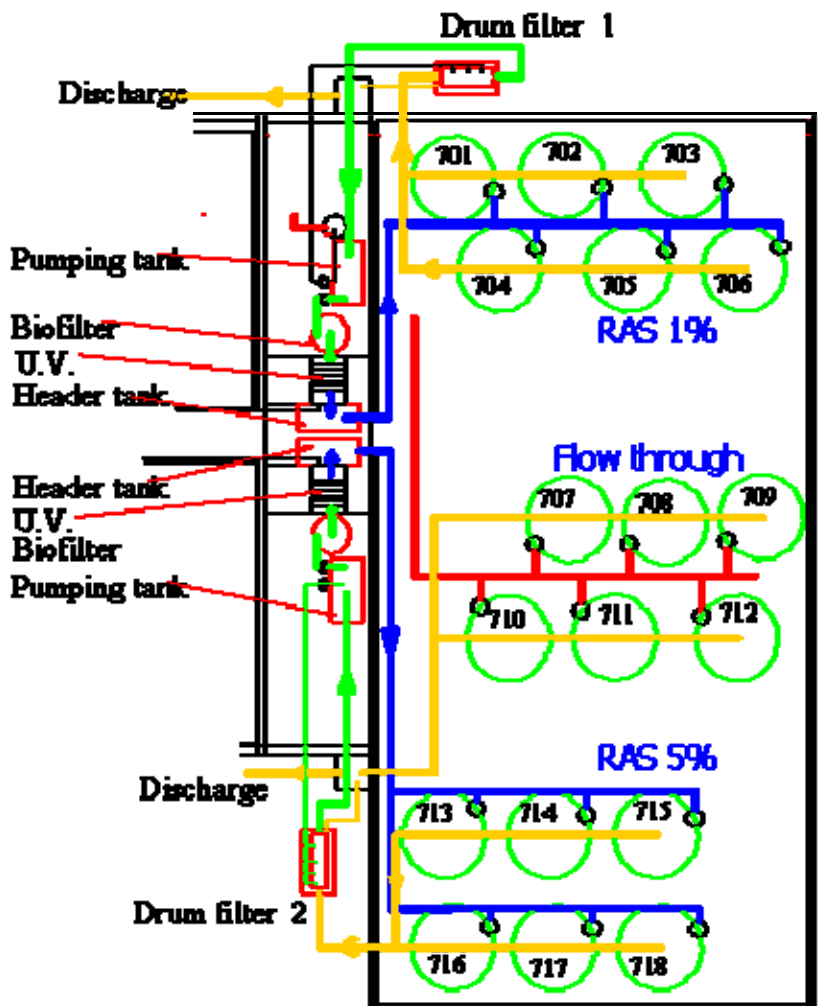 Drum filter 1
Discharge
701 702 703
Pumping tank
704 705 706
Biofilter
RAS 1%
U.V.
Header tank
Flow through
Header tank
707 708 709
U.V.
Biofilter
Pumping tank
710 711 712
RAS 5%
Discharge
713 714 715
Drum filter 2
716 717 718